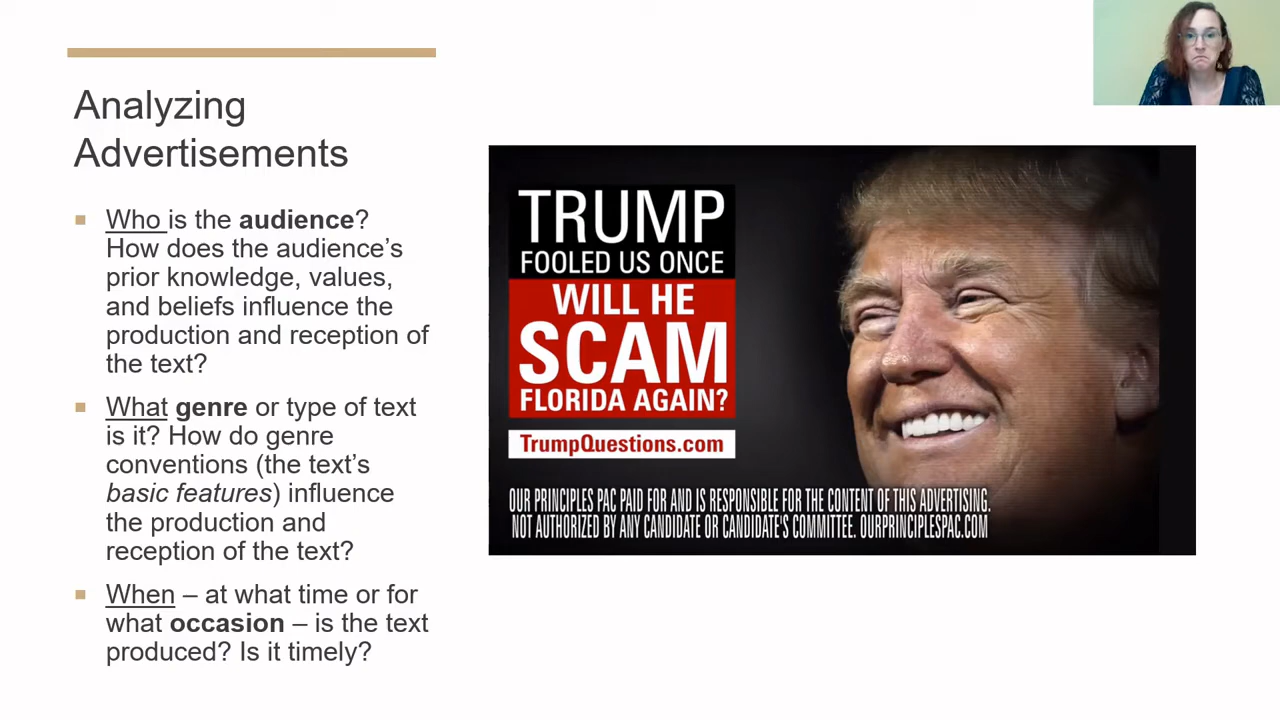 Analyzing
Advertisements
Who is the audience?
How does the audience’s
prior knowledge, values,
and beliefs influence the
production and reception of
the text?
What genre or type of text
is it? How do genre
conventions (the text’s
basic features) influence
the production and
reception of the text?
When – at what time or for
what occasion – is the text
produced? Is it timely?
TRUMP
FOOLED US ONCE
WILL HE
SCAM
FLORIDA AGAIN?
TrumpQuestions.com
OUR PRINCIPLES PAC PAID FOR AND IS RESPONSIBLE FOR THE CONTENT OF THIS ADVERTISING.
NOT AUTHORIZED BY ANY CANDIDATE OR CANDIDATE'S COMMITTEE. OURPRINCIPLESPAC.COM